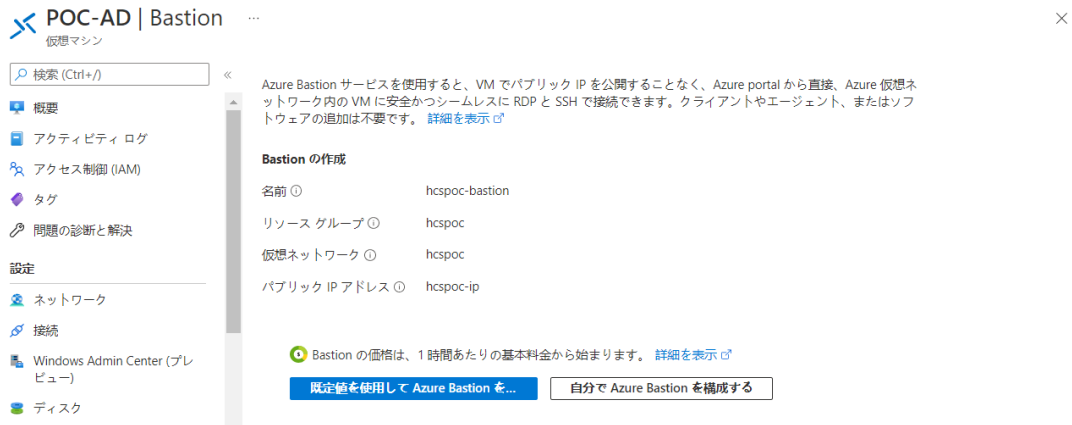 POC-AD | Bastion ...
仮想マシン
検索 (Ctrl+/)
«
概要
アクティビティ ログ
アクセス制御 (IAM)
タグ
問題の診断と解決
設定
ネットワーク
接続
Windows Admin Center (プレ
ビュー)
ディスク
Azure Bastion サービスを使用すると、VM でパブリック IP を公開することなく、Azure portal から直接、Azure 仮想ネ
ットワーク内の VM に安全かつシームレスに RDP と SSH で接続できます。クライアントやエージェント、またはソフ
トウェアの追加は不要です。 詳細を表示
Bastion の作成
名前 hcspoc-bastion
リソース グループ hcspoc
仮想ネットワーク hcspoc
パブリック IP アドレス hcspoc-ip
Bastion の価格は、1 時間あたりの基本料金から始まります。 詳細を表示
既定値を使用して Azure Bastion を... 自分で Azure Bastion を構成する